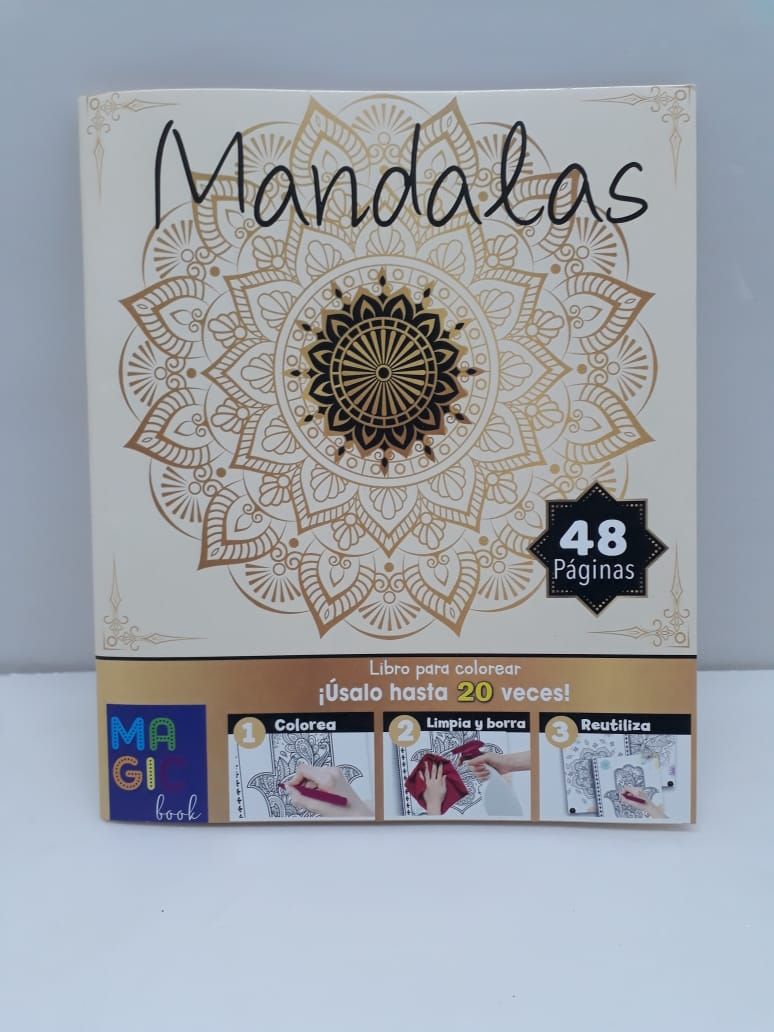 Mandalas
48
Páginas
Libro para colorear
¡Úsalo hasta 20 veces!
MA
GIC
book
1 Colorea
2 Limpia y borra
3 Reutiliza